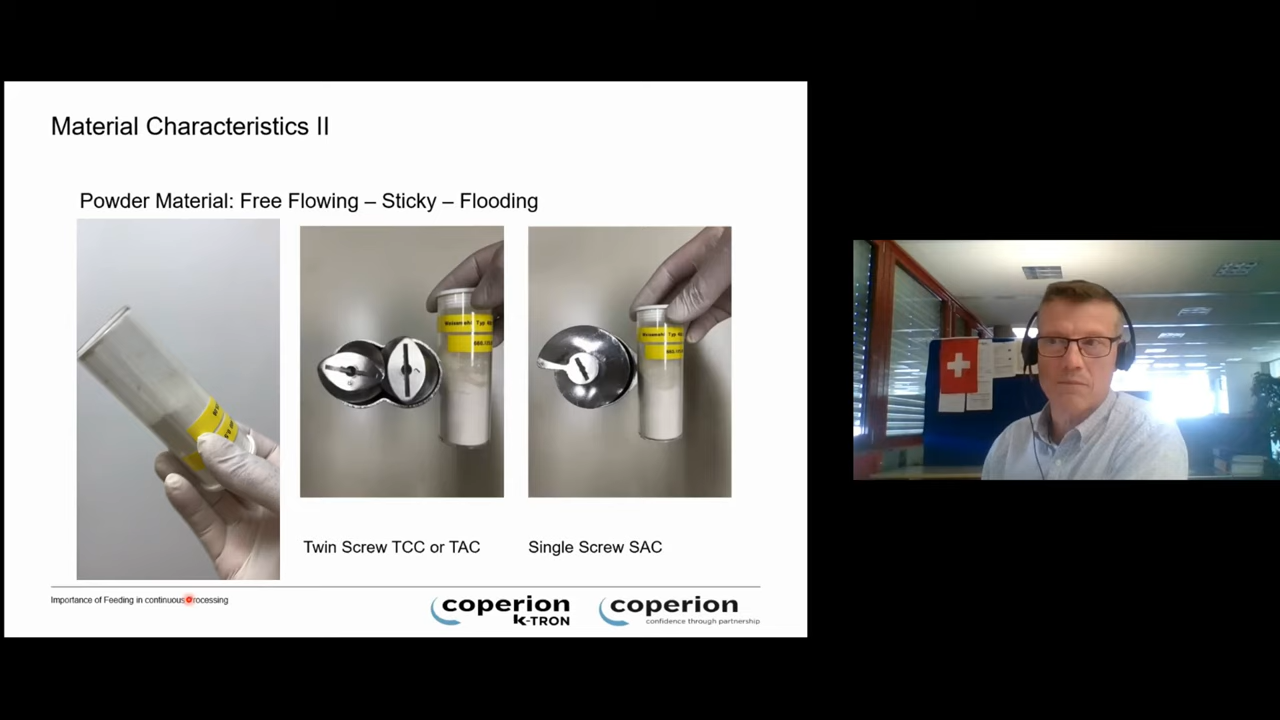 Material Characteristics II
Powder Material: Free Flowing – Sticky – Flooding
Twin Screw TCC or TAC
Single Screw SAC
Importance of Feeding in continuous
coperion
K-TRON
coperion
confidence through partnership